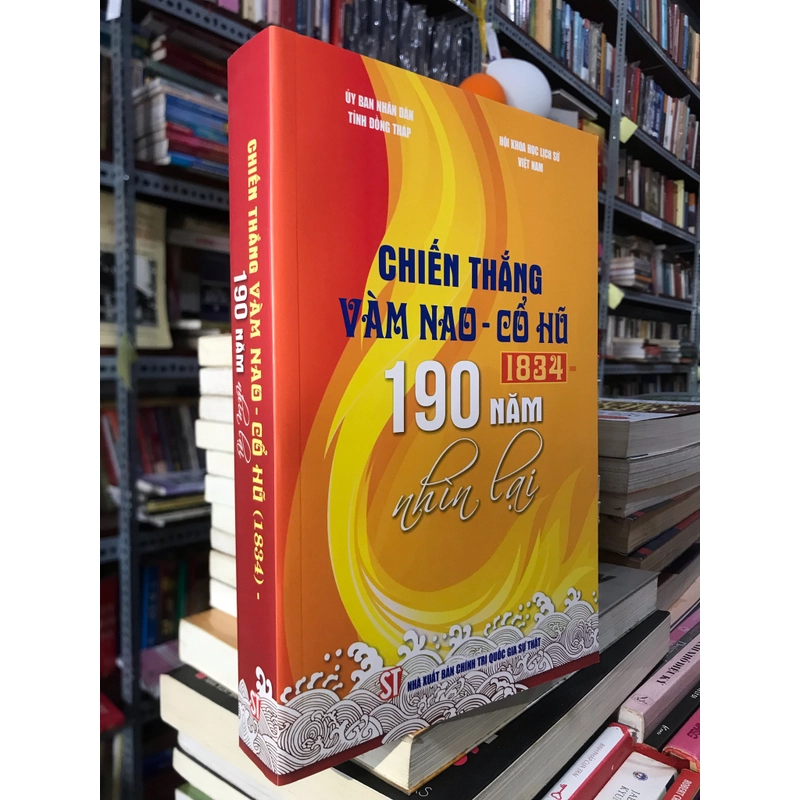 ỦY BAN NHÂN DÂN
TỈNH ĐỒNG THÁP
HỘI KHOA HỌC LỊCH SỬ
VIỆT NAM
CHIẾN THẮNG
VÀM NAO - CỔ HŨ
1834
190 NĂM
nhìn lại
ST NHÀ XUẤT BẢN CHÍNH TRỊ QUỐC GIA SỰ THẬT
CHIẾN THẮNG VÀM NAO - CỔ HŨ (1834) -
190 NĂM nhìn lại
ST